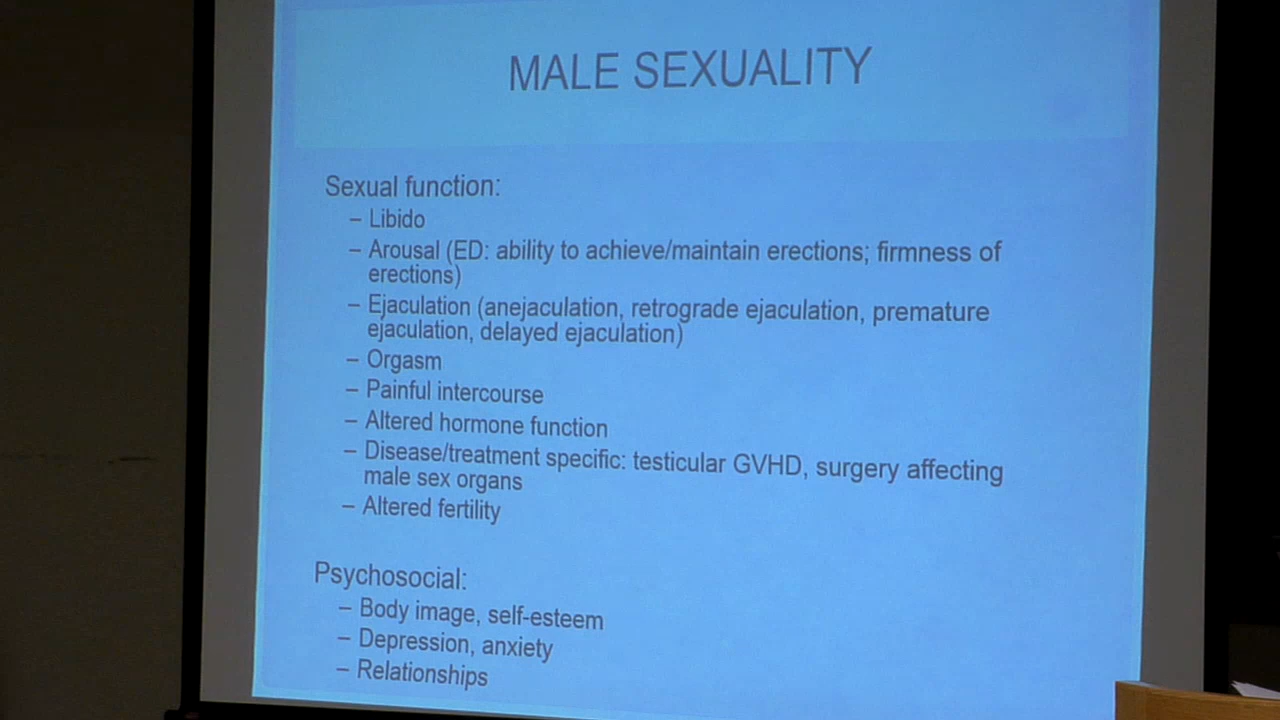 MALE SEXUALITY
Sexual function:
– Libido
– Arousal (ED: ability to achieve/maintain erections; firmness of
erections)
– Ejaculation (anejaculation, retrograde ejaculation, premature
ejaculation, delayed ejaculation)
– Orgasm
– Painful intercourse
– Altered hormone function
– Disease/treatment specific: testicular GVHD, surgery affecting
male sex organs
– Altered fertility
Psychosocial:
– Body image, self-esteem
– Depression, anxiety
– Relationships